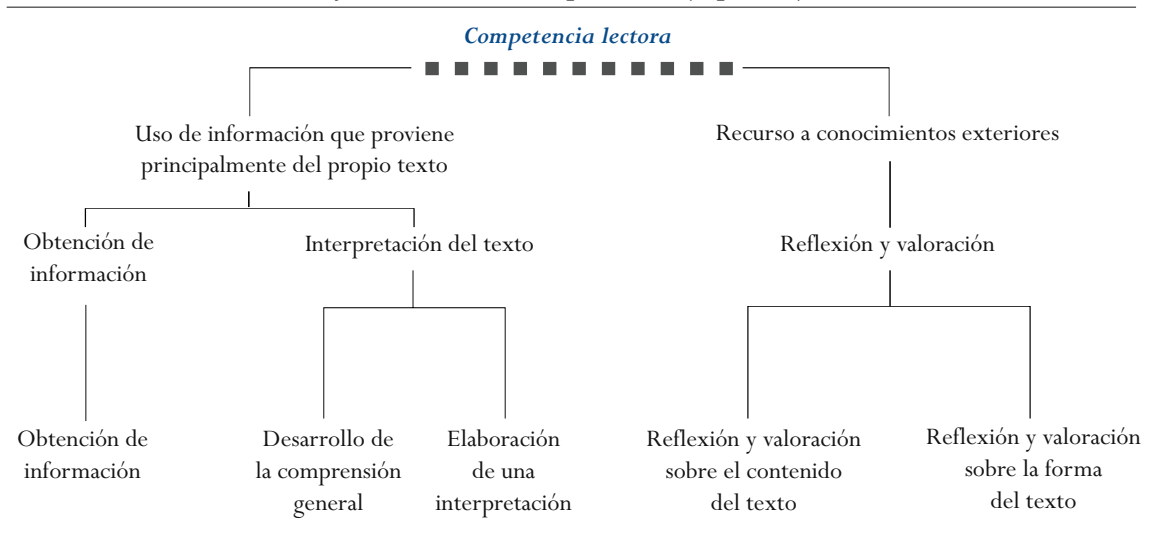 Competencia lectora
Uso de información que proviene
principalmente del propio texto
Recurso a conocimientos exteriores
Obtención de
información
Interpretación del texto
Reflexión y valoración
Obtención de
información
Desarrollo de
la comprensión
general
Elaboración
de una
interpretación
Reflexión y valoración
sobre el contenido
del texto
Reflexión y valoración
sobre la forma
del texto